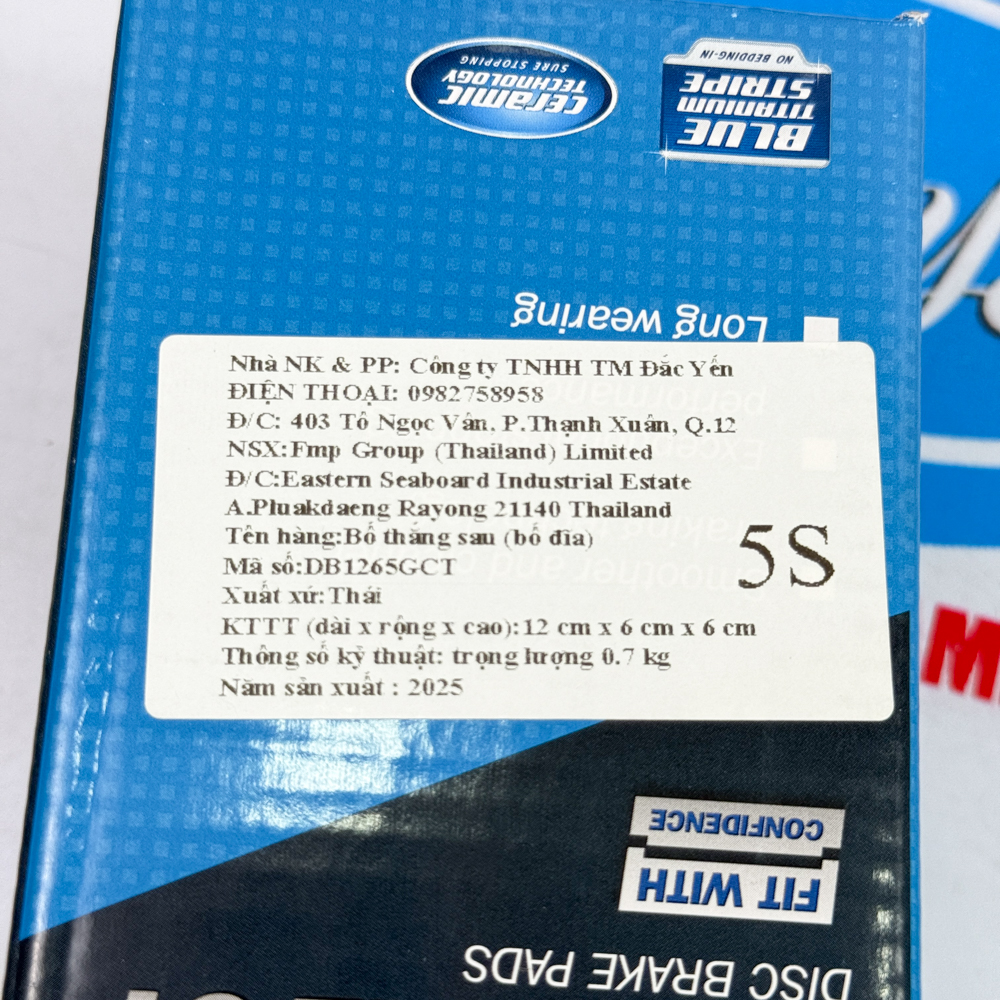 NO BEDDING-IN
BLUE
TITANIUM
STRIPE
CERAMIC
TECHNOLOGY
SURE STOPPING
Long wearing
Nhà NK & PP: Công ty TNHH TM Đắc Yến
ĐIỆN THOẠI: 0982758958
Đ/C: 403 Tô Ngọc Vân. P.Thạnh Xuân, Q.12
NSX:Fmp Group (Thailand) Limited
Đ/C:Eastern Seaboard Industrial Estate
A.Pluakdaeng Rayong 21140 Thailand
Tên hàng:Bố thắng sau (bố đĩa)
Mã số:DB1265GCT
Xuất xứ:Thái
KTTT (dài x rộng x cao):12 cm x 6 cm x 6 cm
Thông số kỹ thuật: trọng lượng 0.7 kg
Năm sản xuất : 2025
5S
FIT WITH
CONFIDENCE
DISC BRAKE PADS